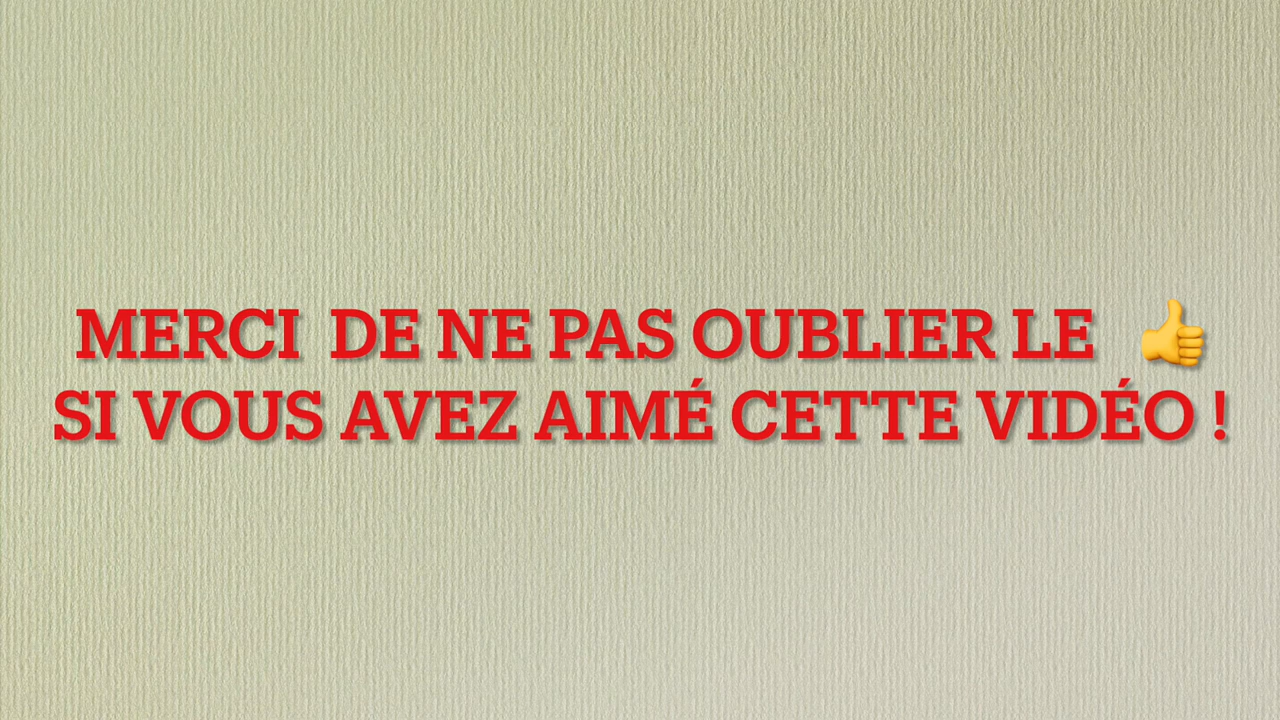 MERCI  DE NE PAS OUBLIER LE 👍
SI VOUS AVEZ AIMÉ CETTE VIDÉO !